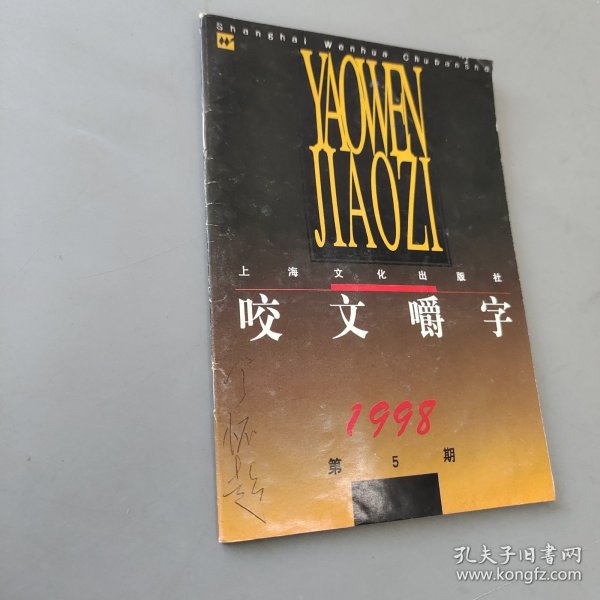 Shanghai Wenhua Chubanshe
YAOWEN
JIAOZI
上海文化出版社
咬文嚼字
1998
第5期
孔夫子旧书网
www.kongfz.com